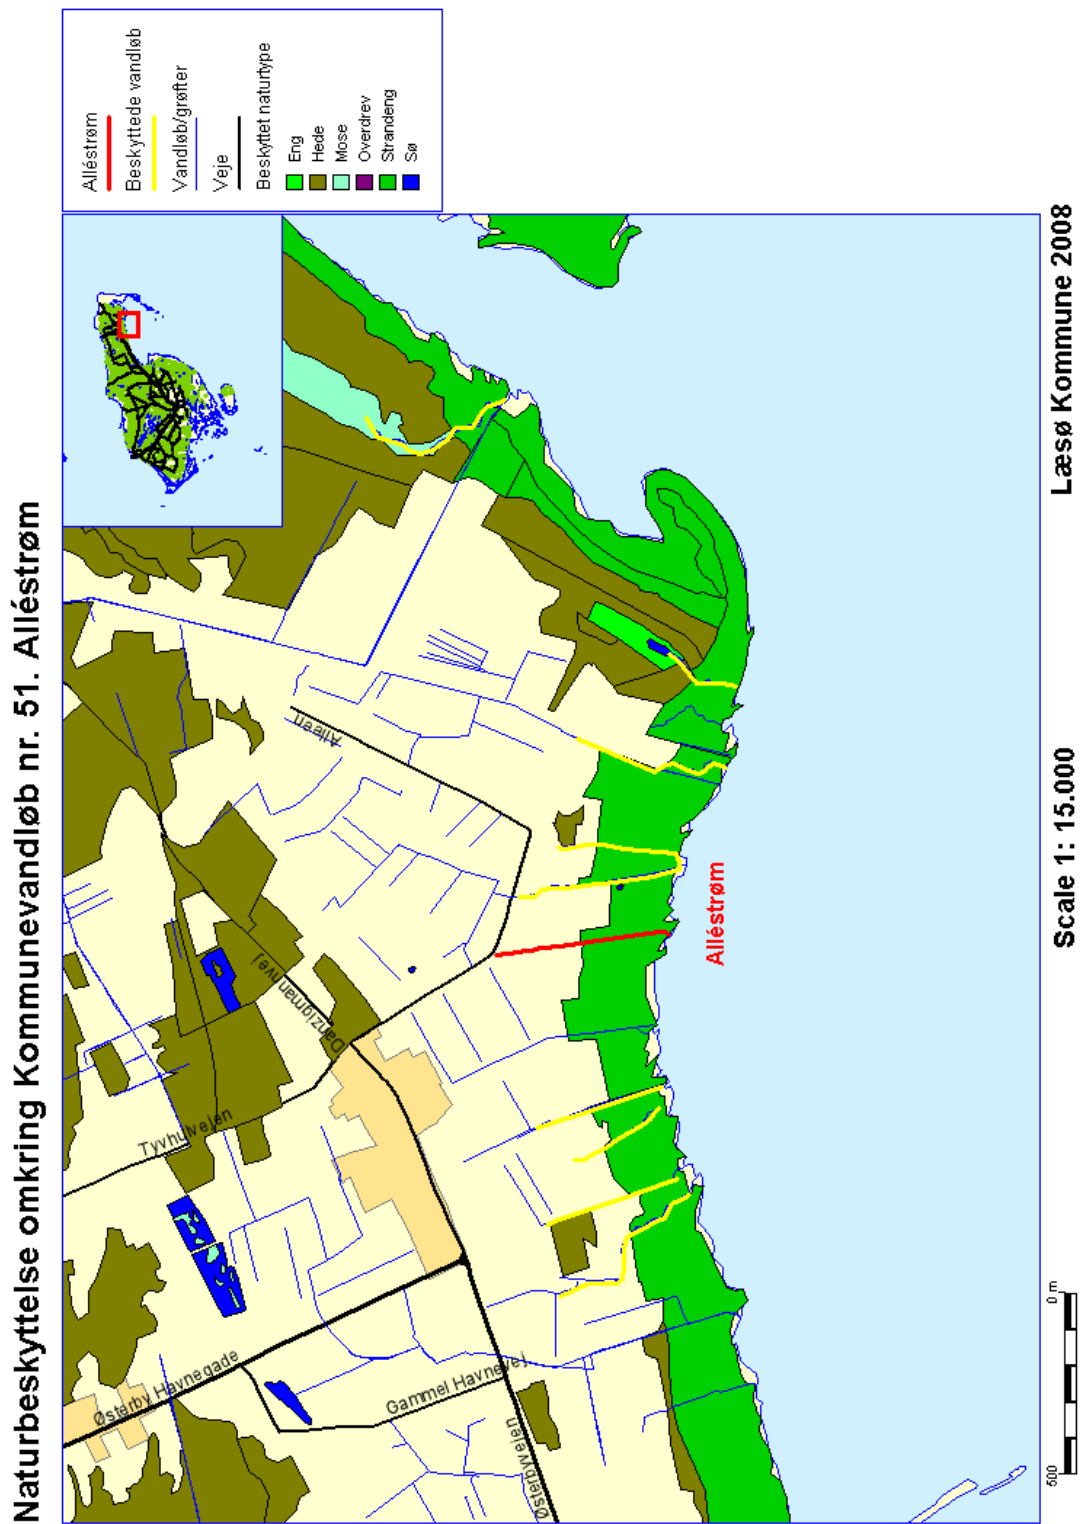 Naturbeskyttelse omkring Kommunevandløb nr. 51. Alléstrøm
Alléstrøm
Beskyttede vandløb
Vandløb/grøfter
Veje
Beskyttet naturtype
Eng
Hede
Mose
Overdrev
Strandeng
Sø
Alleen
Danzigmannvej
Tyvhulvejen
Østerby Havnegade
Gammel Havnevej
Østerbyvejen
Alléstrøm
500
0 m
Scale 1: 15.000
Læsø Kommune 2008